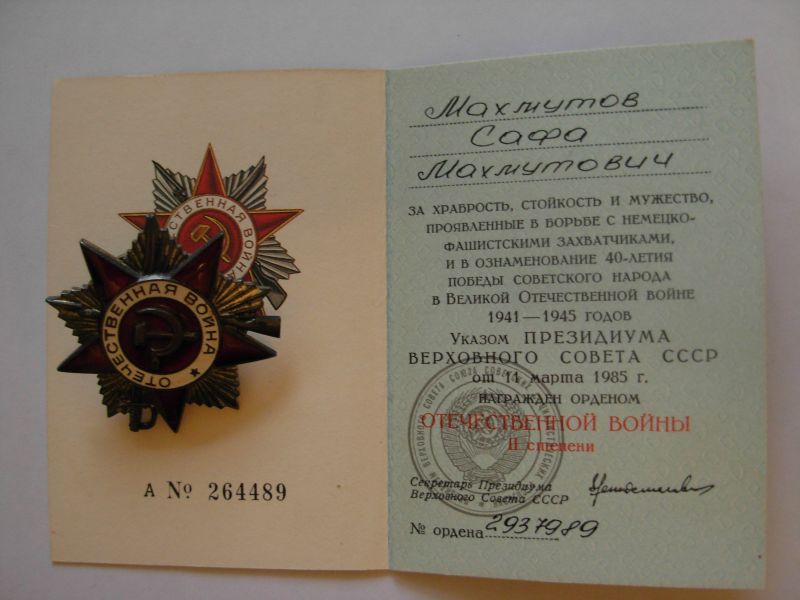 ЕСТВЕННАЯ ВОЙНА
ОТЕЧЕСТВЕННАЯ ВОЙНА
А № 264489
Махмутов
Сафа
Махмутович
ЗА ХРАБРОСТЬ, СТОЙКОСТЬ И МУЖЕСТВО,
ПРОЯВЛЕННЫЕ В БОРЬБЕ С НЕМЕЦКО-
ФАШИСТСКИМИ ЗАХВАТЧИКАМИ,
И В ОЗНАМЕНОВАНИЕ 40-ЛЕТИЯ
ПОБЕДЫ СОВЕТСКОГО НАРОДА
В ВЕЛИКОЙ ОТЕЧЕСТВЕННОЙ ВОЙНЕ
1941—1945 ГОДОВ
УКАЗОМ ПРЕЗИДИУМА
ВЕРХОВНОГО СОВЕТА СССР
от 11 марта 1985 г.
НАГРАЖДЕН ОРДЕНОМ
ОТЕЧЕСТВЕННОЙ ВОЙНЫ
II степени
Секретарь Президиума
Верховного Совета СССР
№ ордена 2937989